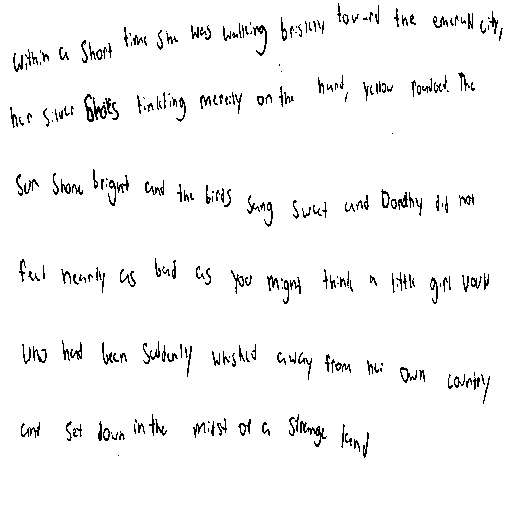 Within a short time she was walking briskly toward the emerald city,
her silver Shoes tinkling merrily on the hard, yellow roadbed. The
Sun Shone bright and the birds sang sweet and Dorothy did not
feel nearly as bad as you might think a little girl would
who had been suddenly whisked away from her own country
and set down in the midst of a strange land